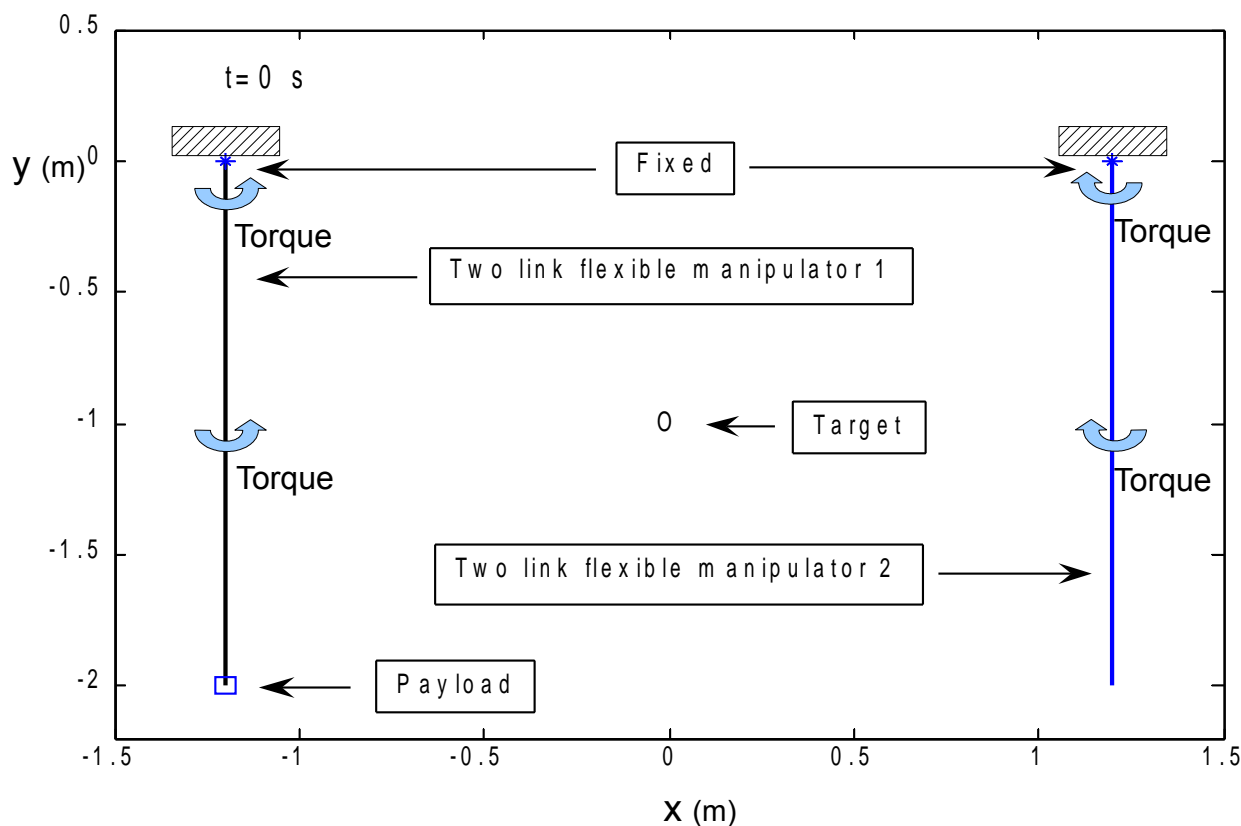 0.5
t=0 s
y (m)
0
Fixed
Torque
Torque
Two link flexible manipulator 1
-0.5
-1
O
Target
Torque
Torque
-1.5
Two link flexible manipulator 2
-2
Payload
-1.5
-1
-0.5
0
0.5
1
1.5
x (m)